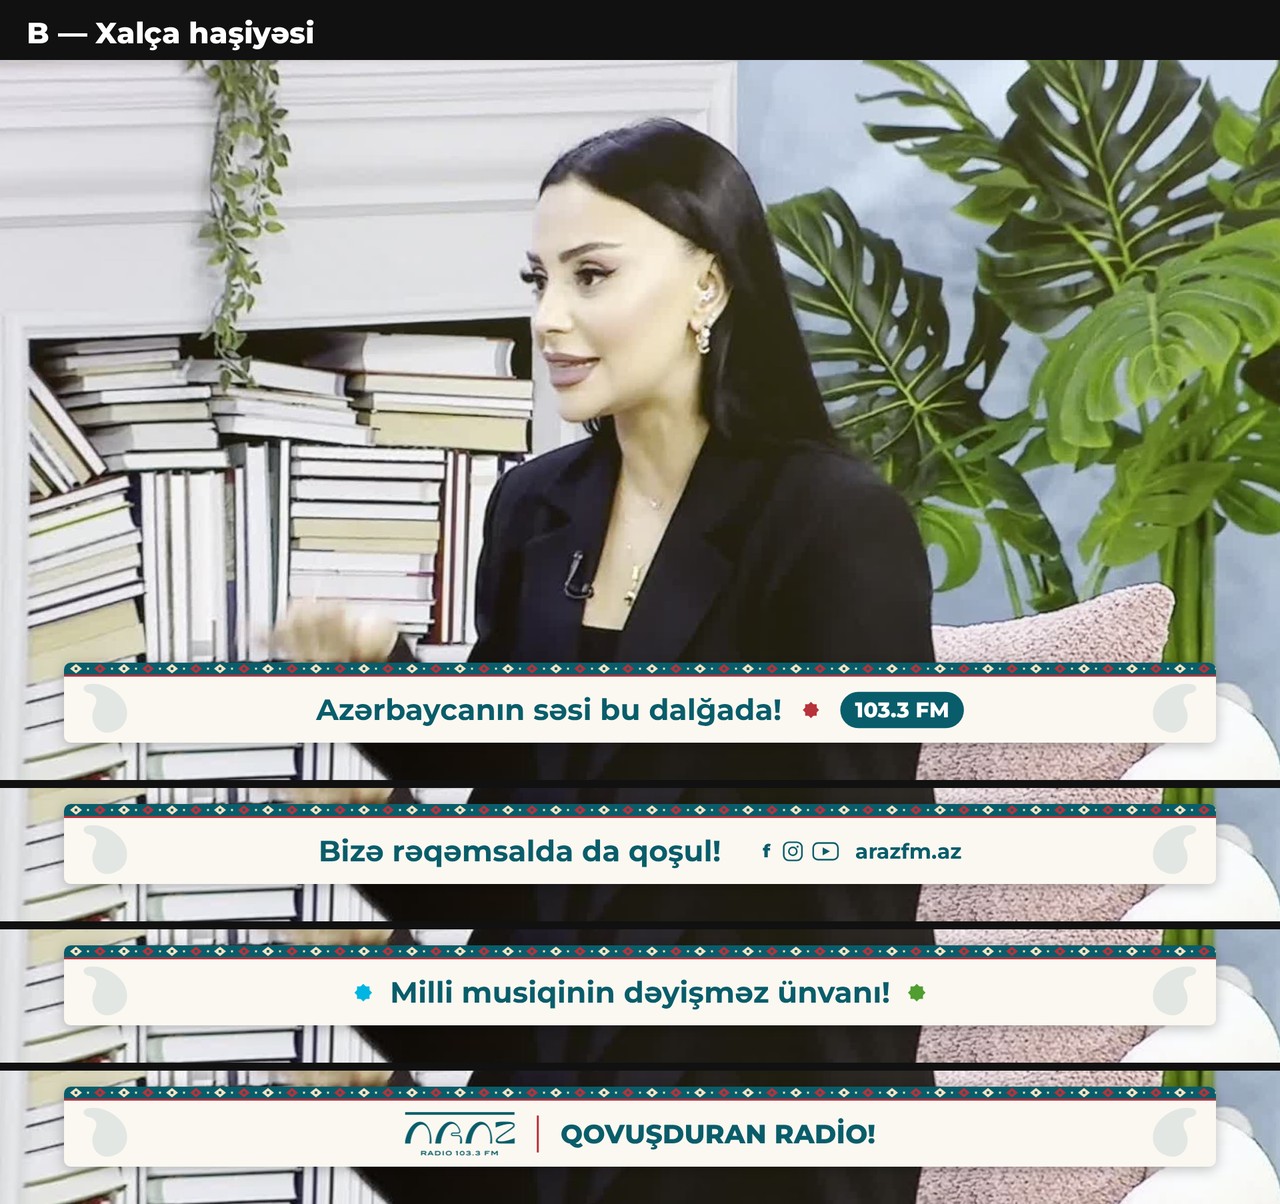 B — Xalça haşiyəsi
Azərbaycanın səsi bu dalğada! 103.3 FM
Bizə rəqəmsalda da qoşul! arazfm.az
Milli musiqinin dəyişməz ünvanı!
ARAZ
RADIO 103.3 FM
QOVUŞDURAN RADİO!